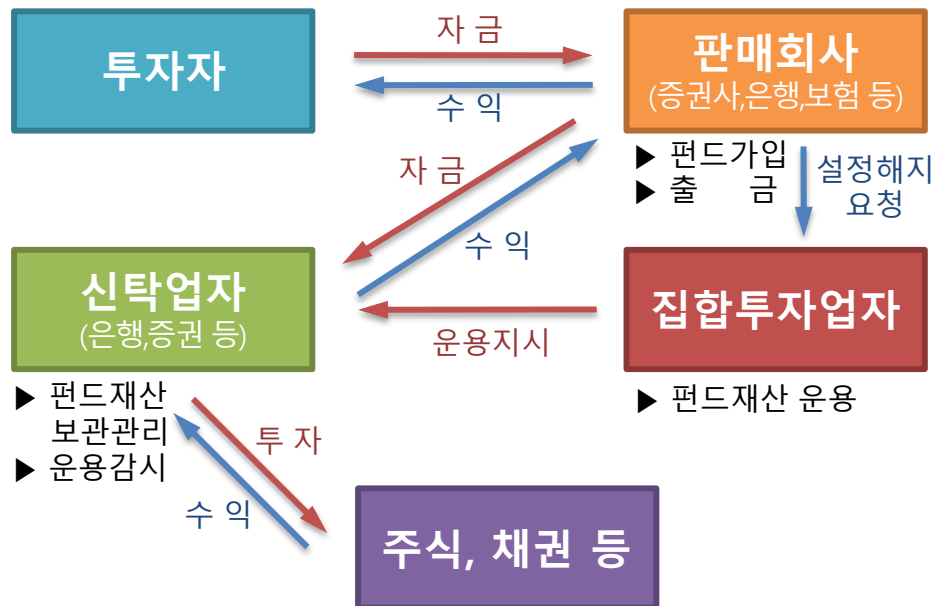 투자자
자 금
수 익
판매회사
(증권사,은행,보험 등)
▶ 펀드가입
▶ 출 금
설정해지
요청
자 금
수 익
신탁업자
(은행,증권 등)
운용지시
집합투자업자
▶ 펀드재산
보관관리
▶ 운용감시
▶ 펀드재산 운용
투 자
수 익
주식, 채권 등